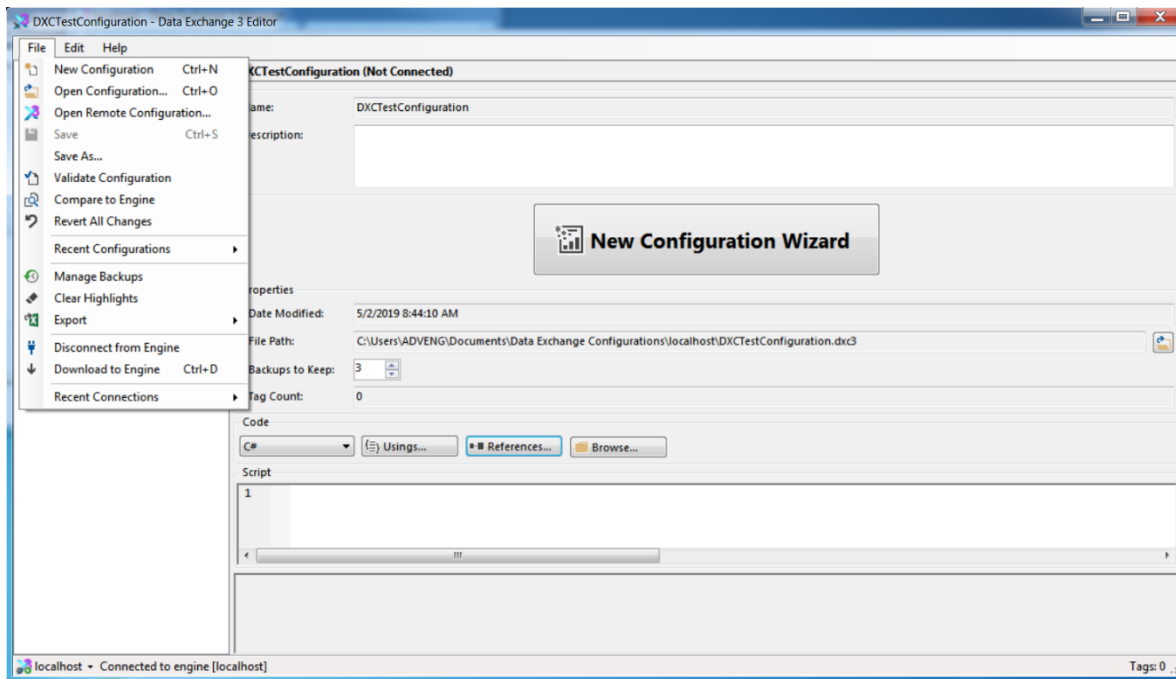 DXCTestConfiguration - Data Exchange 3 Editor
File Edit Help
New Configuration Ctrl+N
Open Configuration... Ctrl+O
Open Remote Configuration...
Save Ctrl+S
Save As...
Validate Configuration
Compare to Engine
Revert All Changes
Recent Configurations
Manage Backups
Clear Highlights
Export
Disconnect from Engine
Download to Engine Ctrl+D
Recent Connections
XCTestConfiguration (Not Connected)
ame: DXCTestConfiguration
escription:
New Configuration Wizard
roperties
Date Modified: 5/2/2019 8:44:10 AM
File Path: C:\Users\ADVENG\Documents\Data Exchange Configurations\localhost\DXCTestConfiguration.dxc3
Backups to Keep: 3
Tag Count: 0
Code
C# Usings... References... Browse...
Script
1
localhost Connected to engine [localhost] Tags: 0